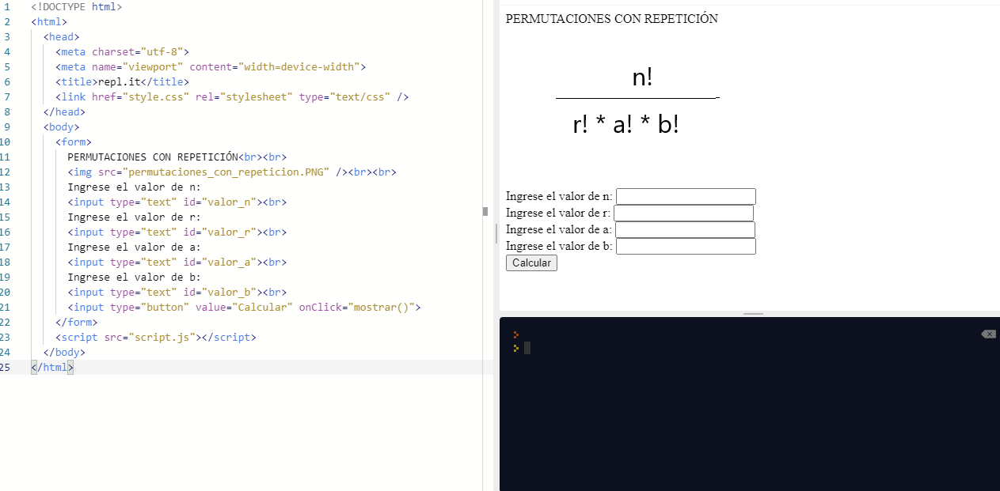 1 <!DOCTYPE html>
2 <html>
3 <head>
4 <meta charset="utf-8">
5 <meta name="viewport" content="width=device-width">
6 <title>repl.it</title>
7 <link href="style.css" rel="stylesheet" type="text/css" />
8 </head>
9 <body>
10 <form>
11 PERMUTACIONES CON REPETICIÓN<br><br>
12 <img src="permutaciones_con_repeticion.PNG" /><br><br>
13 Ingrese el valor de n:
14 <input type="text" id="valor_n"><br>
15 Ingrese el valor de r:
16 <input type="text" id="valor_r"><br>
17 Ingrese el valor de a:
18 <input type="text" id="valor_a"><br>
19 Ingrese el valor de b:
20 <input type="text" id="valor_b"><br>
21 <input type="button" value="Calcular" onClick="mostrar()">
22 </form>
23 <script src="script.js"></script>
24 </body>
25 </html>
PERMUTACIONES CON REPETICIÓN
n!
r! * a! * b!
Ingrese el valor de n:
Ingrese el valor de r:
Ingrese el valor de a:
Ingrese el valor de b:
Calcular